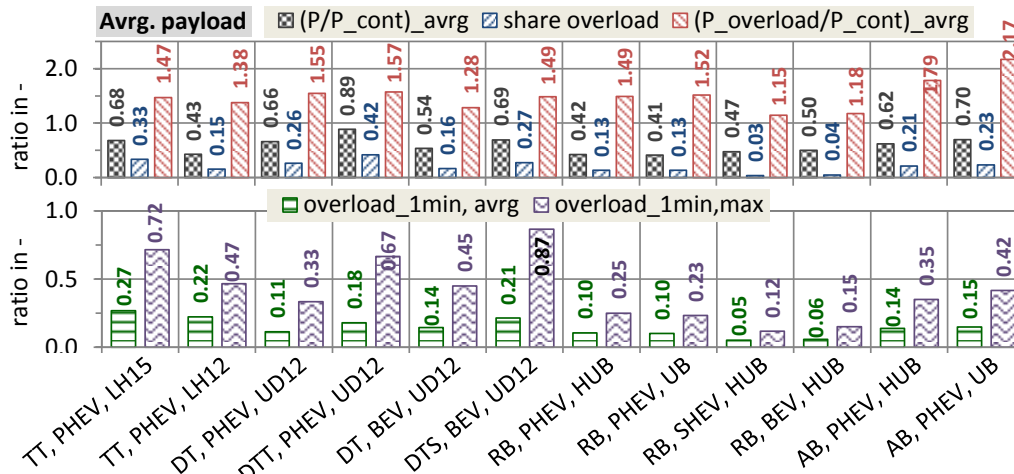 Avrg. payload (P/P_cont)_avrg share overload (P_overload/P_cont)_avrg
ratio in -
2.0
1.0
0.0
0.68 0.33 1.47 0.43 0.15 1.38 0.66 0.26 1.55 0.89 0.42 1.57 0.54 0.16 1.28 0.69 0.27 1.49 0.42 0.13 1.49 0.41 0.13 1.52 0.47 0.03 1.15 0.50 0.04 1.18 0.62 0.21 1.79 0.70 0.23 2.17
overload_1min, avrg overload_1min,max
ratio in -
1.0
0.5
0.0
0.27 0.72 0.22 0.47 0.11 0.33 0.18 0.67 0.14 0.45 0.21 0.87 0.10 0.25 0.10 0.23 0.05 0.12 0.06 0.15 0.14 0.35 0.15 0.42
TT, PHEV, LH15
TT, PHEV, LH12
DT, PHEV, UD12
DTT, PHEV, UD12
DT, BEV, UD12
DTS, BEV, UD12
RB, PHEV, HUB
RB, PHEV, UB
RB, SHEV, HUB
RB, BEV, HUB
AB, PHEV, HUB
AB, PHEV, UB